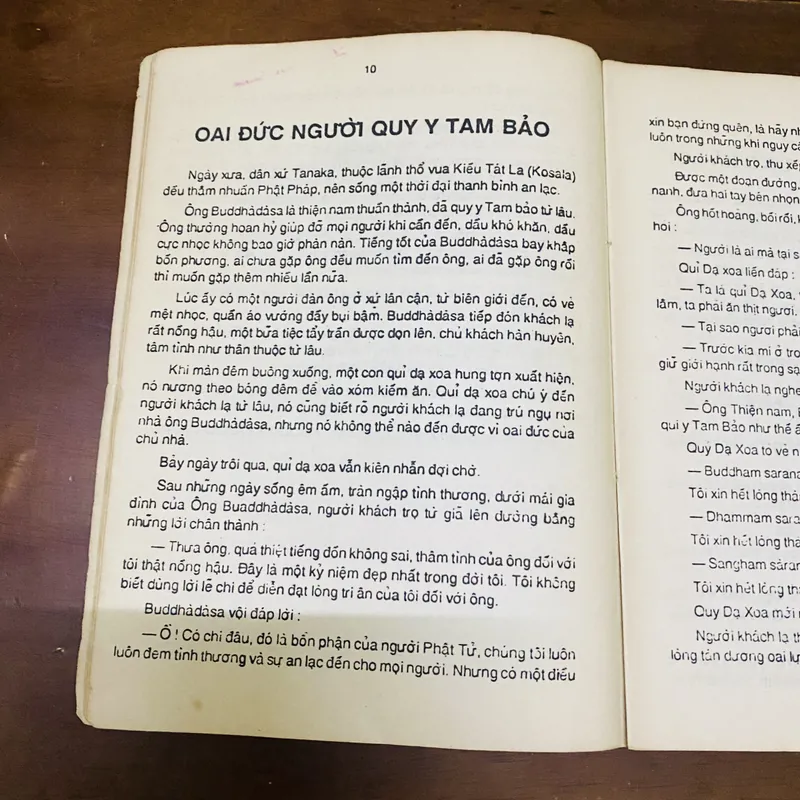 10
OAI ĐỨC NGƯỜI QUY Y TAM BẢO
Ngày xưa, dân xứ Tanaka, thuộc lãnh thổ vua Kiều Tát La (Kosala)
đều thấm nhuần Phật Pháp, nên sống một thời đại thanh bình an lạc.
Ông Buddhàdàsa là thiện nam thuần thành, đã quy y Tam bảo từ lâu.
Ông thường hoan hỷ giúp đỡ mọi người khi cần đến, dầu khó khăn, dầu
cực nhọc không bao giờ phàn nàn. Tiếng tốt của Buddhàdàsa bay khắp
bốn phương, ai chưa gặp ông đều muốn tìm đến ông, ai đã gặp ông rồi
thì muốn gặp thêm nhiều lần nữa.
Lúc ấy có một người đàn ông ở xứ lân cận, từ biên giới đến, có vẻ
mệt nhọc, quần áo vướng đầy bụi bậm. Buddhàdàsa tiếp đón khách lạ
rất nồng hậu, một bữa tiệc tẩy trần được dọn lên, chủ khách hàn huyên,
tâm tình như thân thuộc từ lâu.
Khi màn đêm buông xuống, một con quỉ dạ xoa hung tợn xuất hiện,
nó nương theo bóng đêm để vào xóm kiếm ăn. Quỉ dạ xoa chú ý đến
người khách lạ từ lâu, nó cũng biết rõ người khách lạ đang trú ngụ nơi
nhà ông Buddhàdàsa, nhưng nó không thể nào đến được vì oai đức của
chủ nhà.
Bảy ngày trôi qua, quỉ dạ xoa vẫn kiên nhẫn đợi chờ.
Sau những ngày sống êm ấm, tràn ngập tình thương, dưới mái gia
đình của Ông Buaddhàdàsa, người khách trọ từ giã lên đường bằng
những lời chân thành :
— Thưa ông. quả thiệt tiếng đồn không sai, thâm tình của ông đối với
tôi thật nồng hậu. Đây là một kỷ niệm đẹp nhất trong đời tôi. Tôi không
biết dùng lời lẽ chi để diễn đạt lòng tri ân của tôi đối với ông.
Buddhàdàsa vội đáp lời :
— Ồ ! Có chi đâu, đó là bổn phận của người Phật Tử, chúng tôi luôn
luôn đem tình thương và sự an lạc đến cho mọi người. Nhưng có một điều
xin bạn đừng quên, là hãy
luôn trong những khi nguy
Người khách trọ, thu xếp
Được một đoạn đường,
nanh, đưa hai tay bén nhọn
Ông hốt hoảng, bối rối,
hỏi :
— Người là ai mà tại
Quỉ Dạ xoa liền đáp :
— Ta là quỉ Dạ Xoa,
lắm, ta phải ăn thịt ngươi.
— Tại sao ngươi phải
— Trước kia mi ở
giữ giới hạnh rất trong
Người khách lạ
— Ông Thiện nam,
qui y Tam Bảo như thế
Quỷ Dạ Xoa tỏ vẻ
— Buddham
Tôi xin hết lòng
— Dhammam
Tôi xin hết lòng
— Sangham
Tôi xin hết lòng
Quỷ Dạ Xoa mới
Người khách lạ
lòng tán dương oai